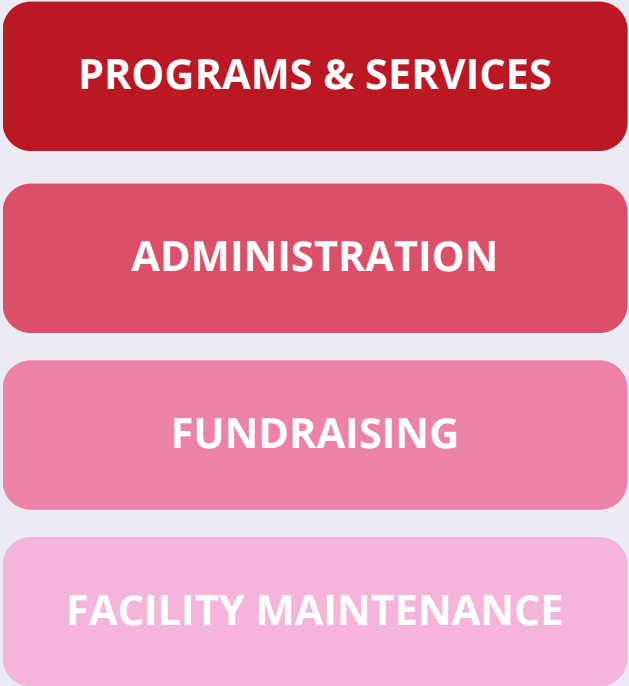 PROGRAMS & SERVICES
ADMINISTRATION
FUNDRAISING
FACILITY MAINTENANCE